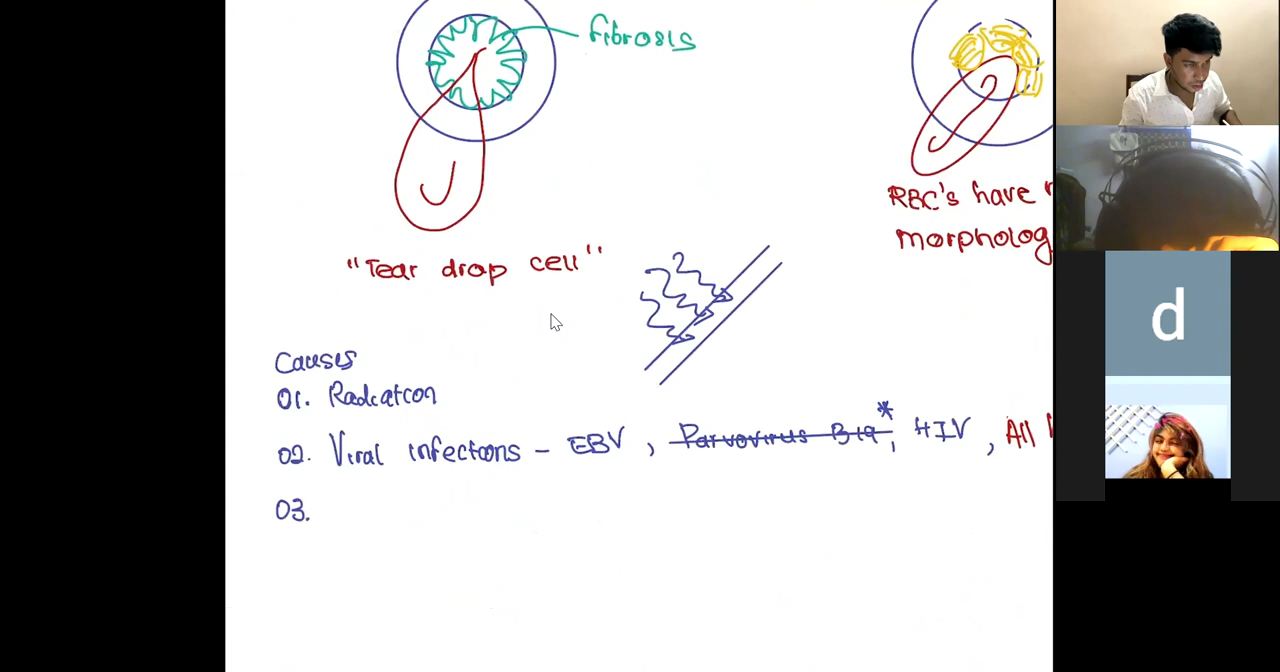 fibrosis
RBC's have
morpholog
"Tear drop cell"
Causes
01. Radiation
02. Viral infections - EBV, Parvovirus B19*, HIV, All
03.
d